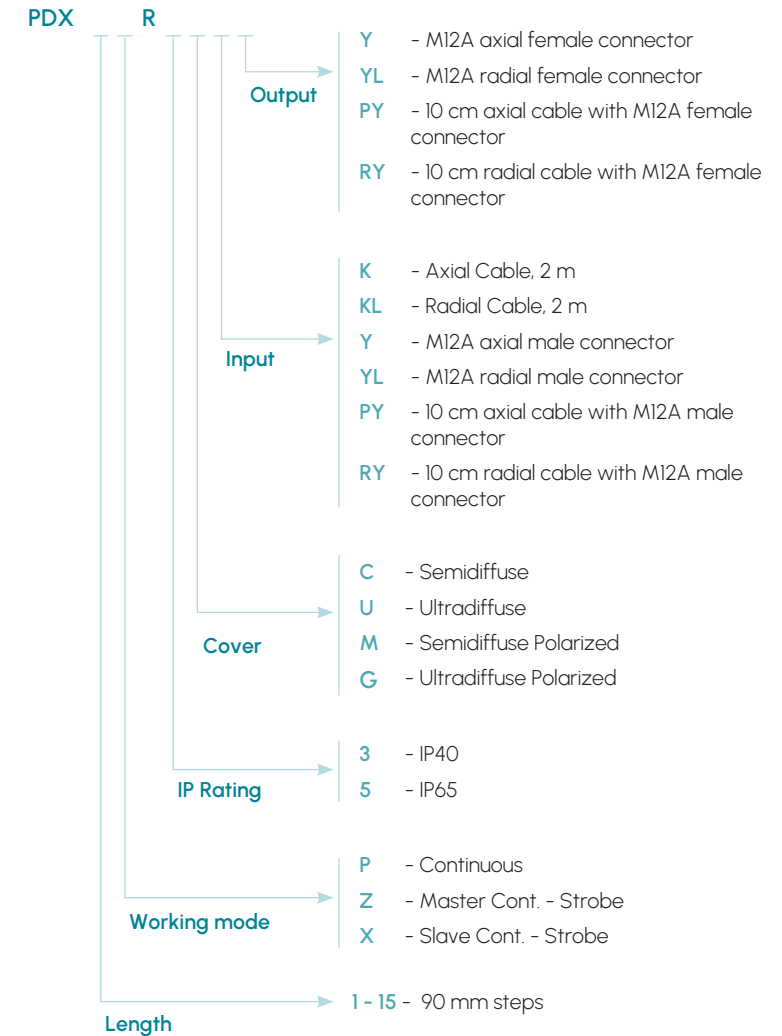 PDX R
Output
Y - M12A axial female connector
YL - M12A radial female connector
PY - 10 cm axial cable with M12A female
connector
RY - 10 cm radial cable with M12A female
connector
Input
K - Axial Cable, 2 m
KL - Radial Cable, 2 m
Y - M12A axial male connector
YL - M12A radial male connector
PY - 10 cm axial cable with M12A male
connector
RY - 10 cm radial cable with M12A male
connector
Cover
C - Semidiffuse
U - Ultradiffuse
M - Semidiffuse Polarized
G - Ultradiffuse Polarized
IP Rating
3 - IP40
5 - IP65
Working mode
P - Continuous
Z - Master Cont. - Strobe
X - Slave Cont. - Strobe
Length
1 - 15 - 90 mm steps